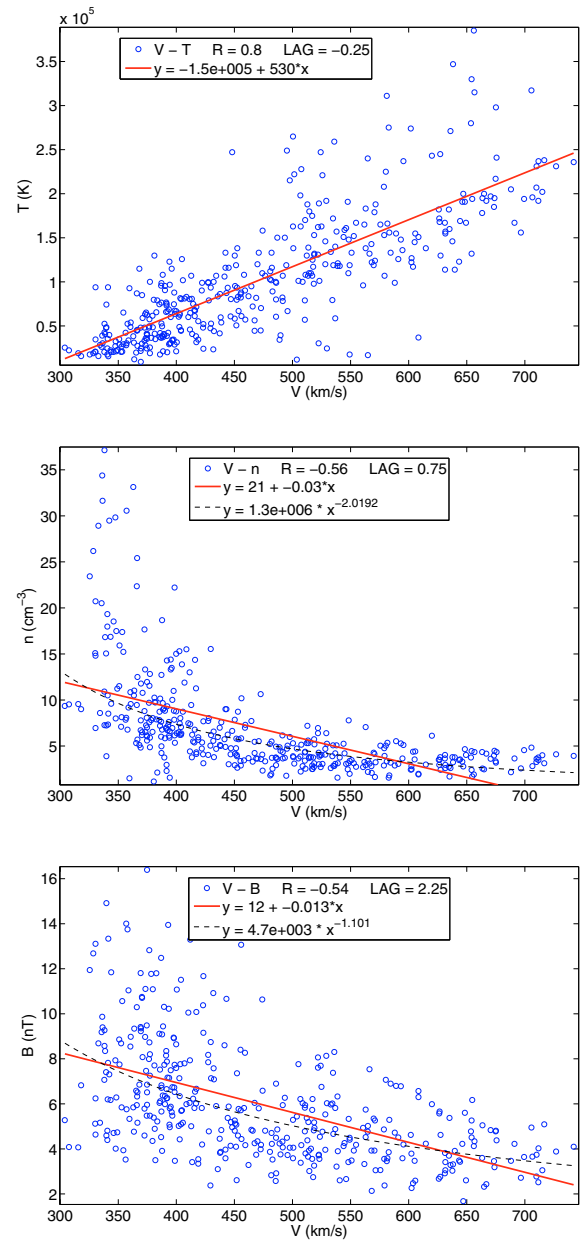 x 10^5
V − T R = 0.8 LAG = −0.25
y = −1.5e+005 + 530*x
3.5
3
2.5
2
1.5
1
0.5
T (K)
300 350 400 450 500 550 600 650 700
V (km/s)
V − n R = −0.56 LAG = 0.75
y = 21 + −0.03*x
y = 1.3e+006 * x^−2.0192
35
30
25
20
15
10
5
n (cm^−3)
300 350 400 450 500 550 600 650 700
V (km/s)
V − B R = −0.54 LAG = 2.25
y = 12 + −0.013*x
y = 4.7e+003 * x^−1.101
16
14
12
10
8
6
4
2
B (nT)
300 350 400 450 500 550 600 650 700
V (km/s)